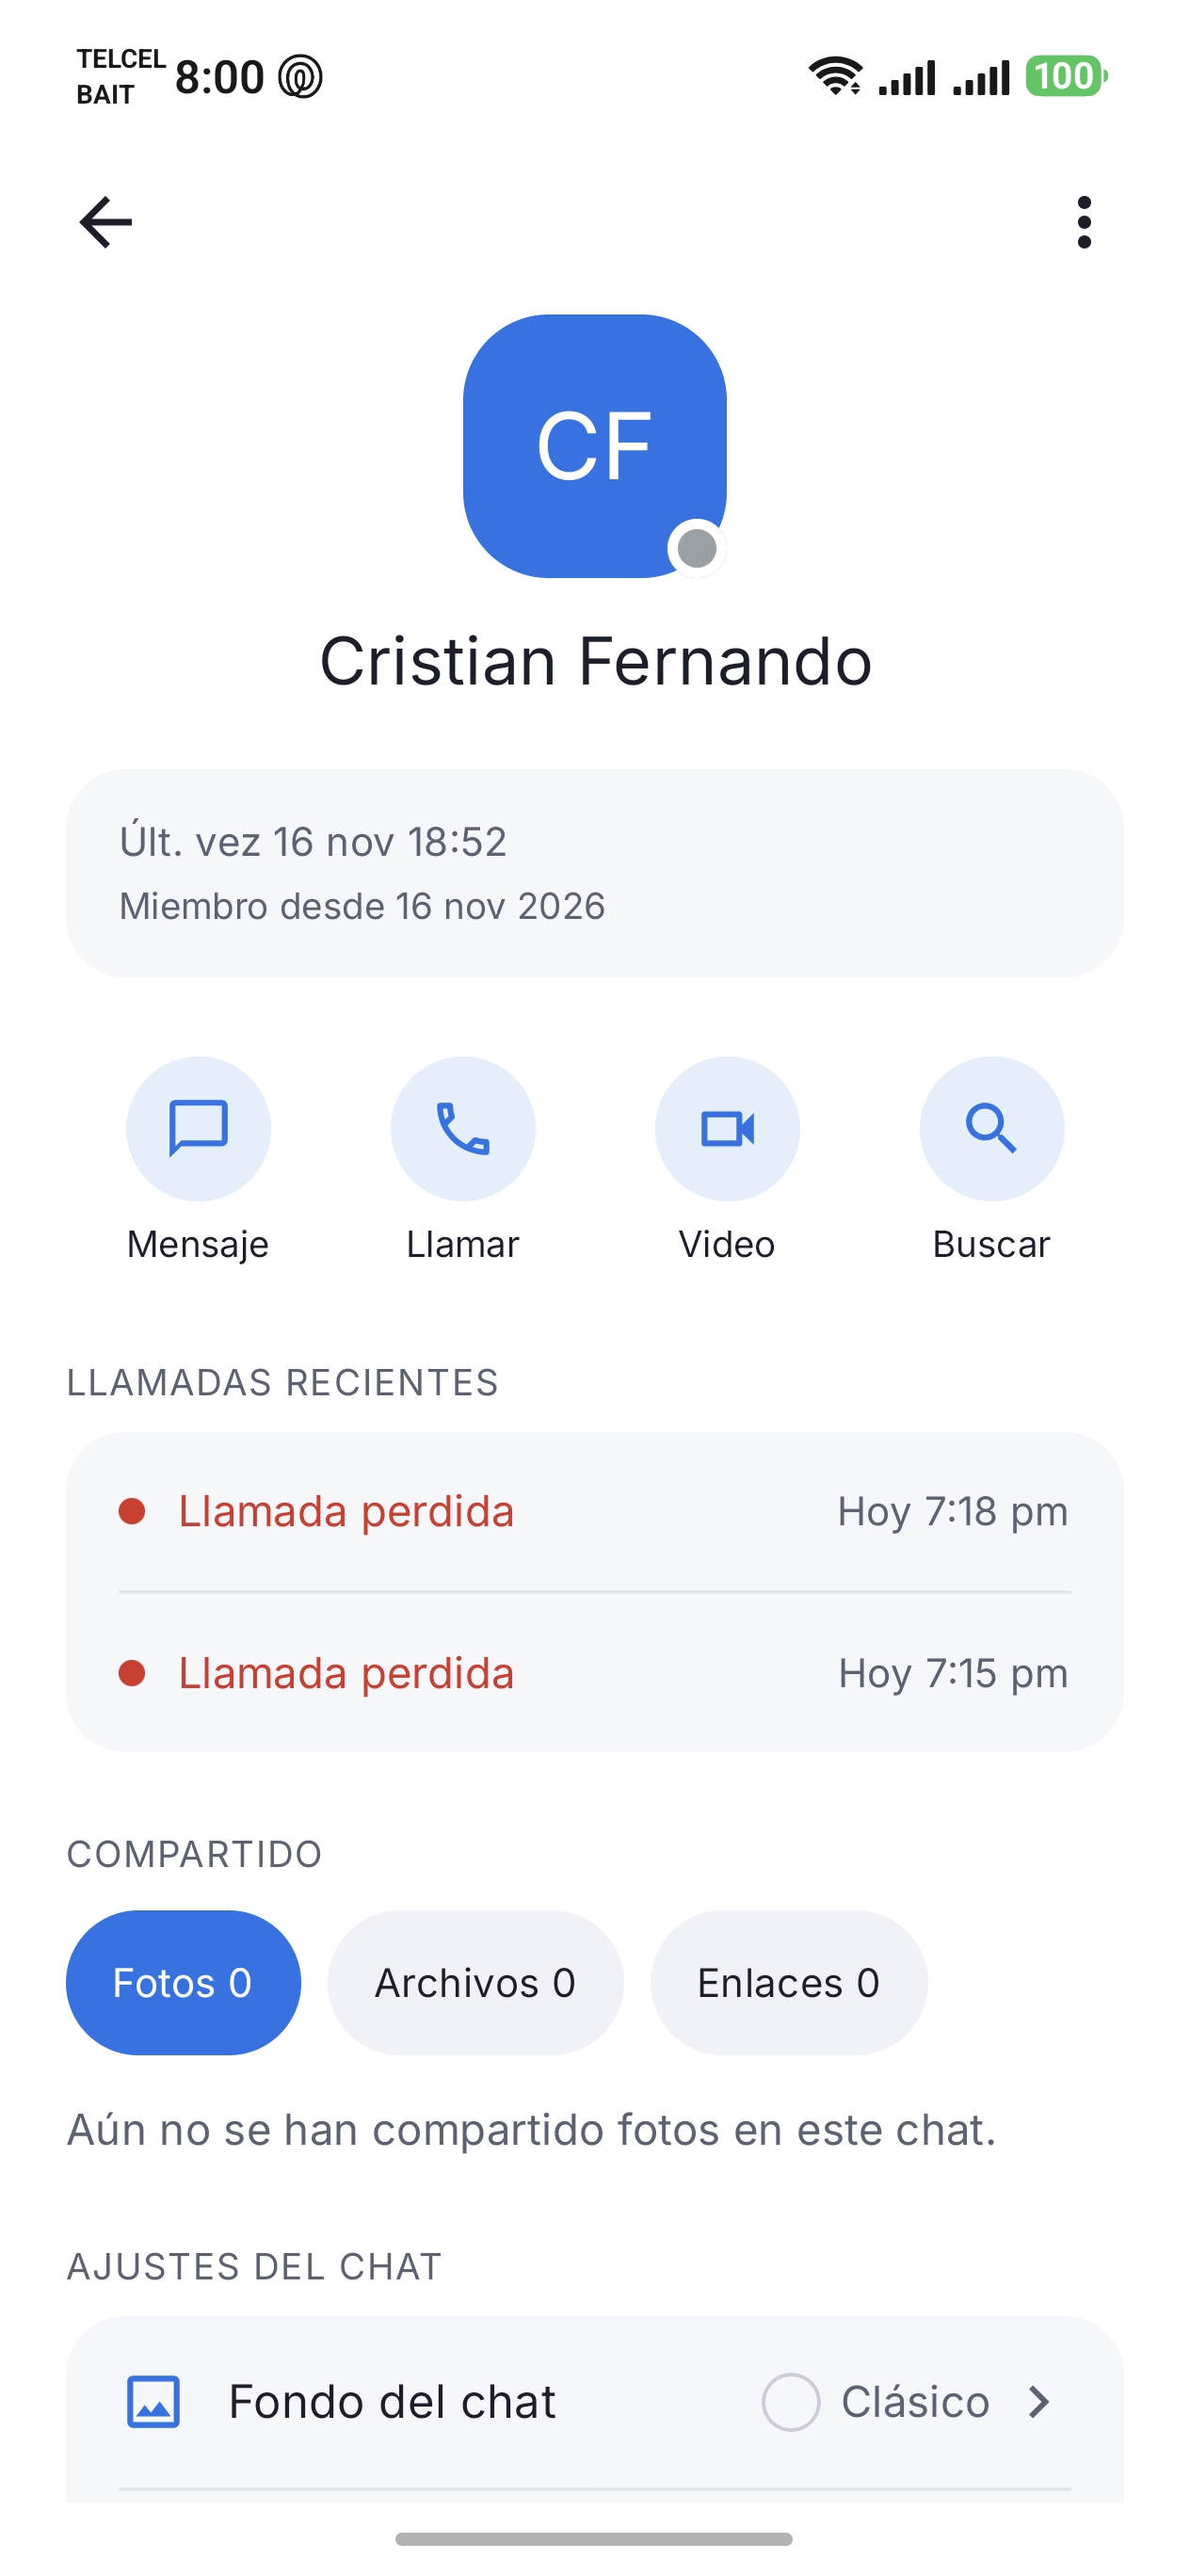 TELCEL
BAIT
8:00
100
CF
Cristian Fernando
Últ. vez 16 nov 18:52
Miembro desde 16 nov 2026
Mensaje
Llamar
Video
Buscar
LLAMADAS RECIENTES
Llamada perdida
Hoy 7:18 pm
Llamada perdida
Hoy 7:15 pm
COMPARTIDO
Fotos 0
Archivos 0
Enlaces 0
Aún no se han compartido fotos en este chat.
AJUSTES DEL CHAT
Fondo del chat
Clásico